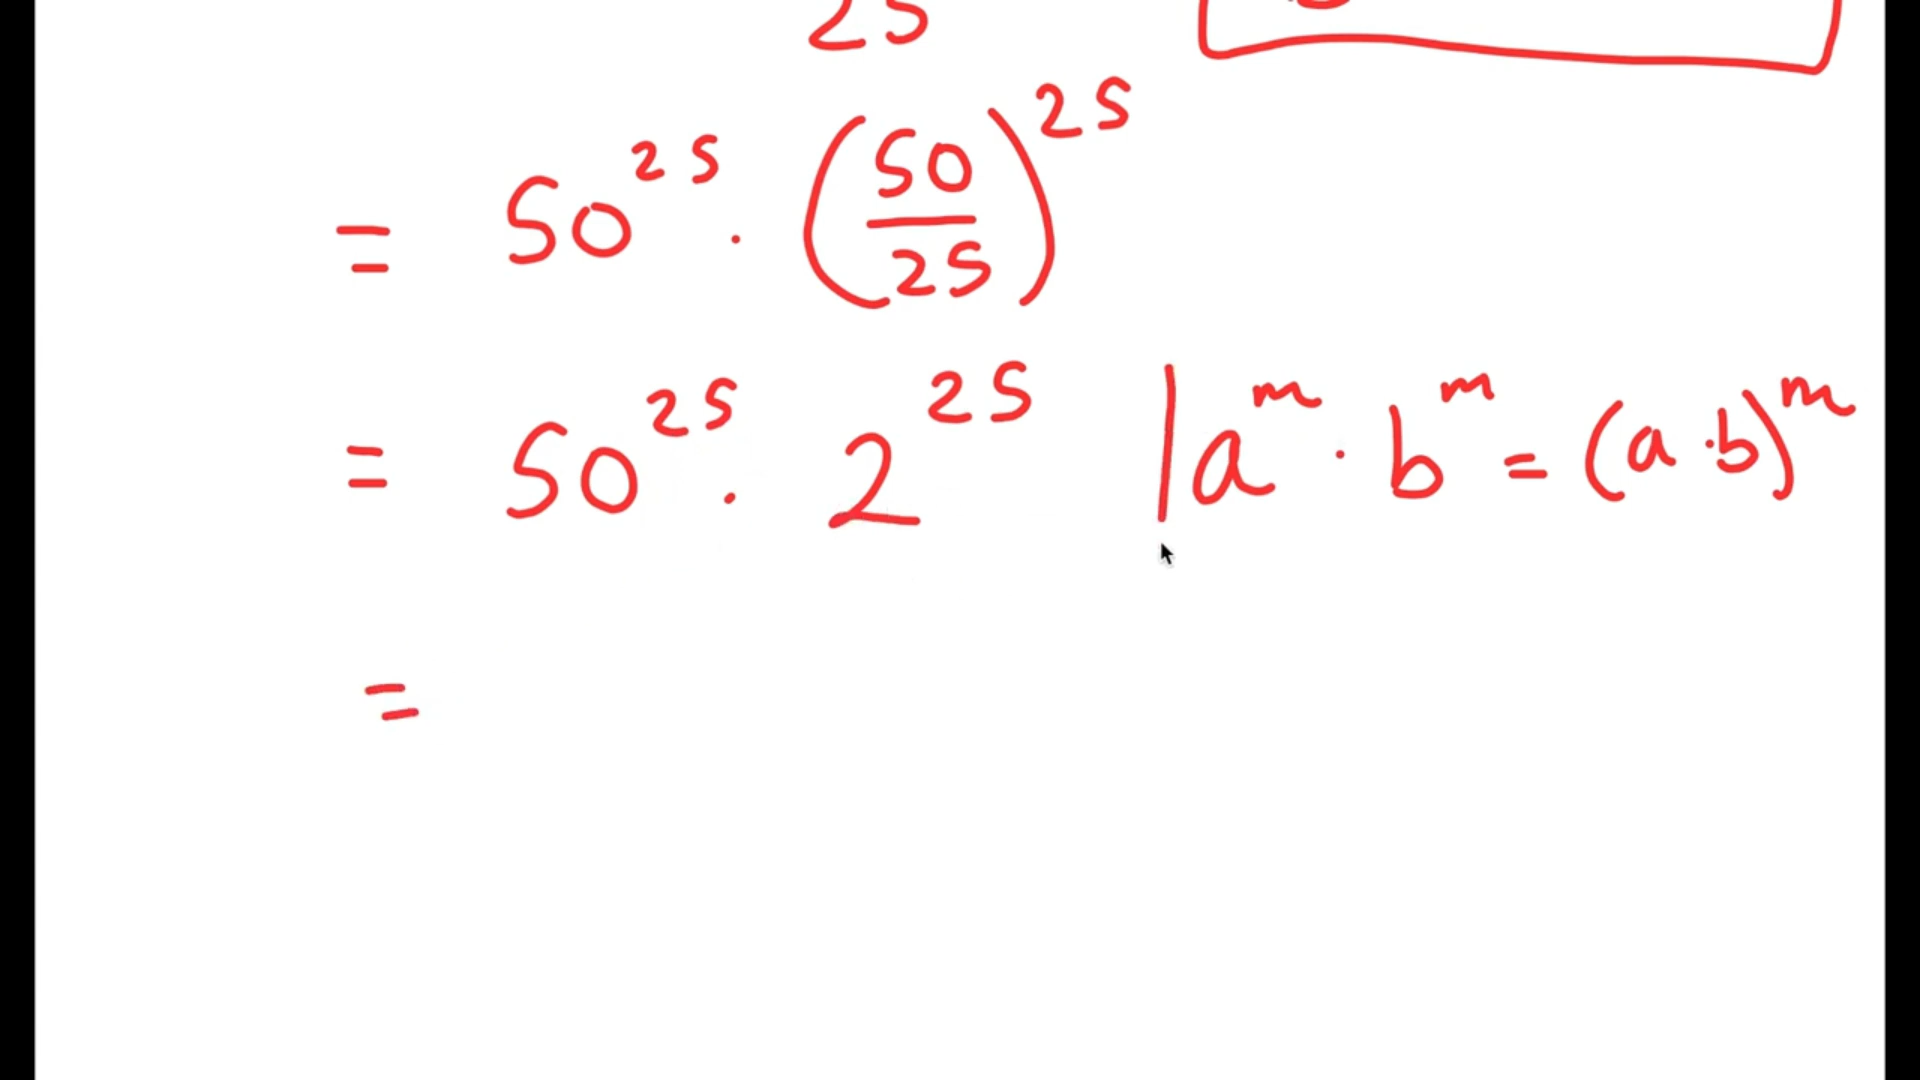 25
= 50^25 · (50/25)^25
= 50^25 · 2^25 | a^m · b^m = (a·b)^m
=